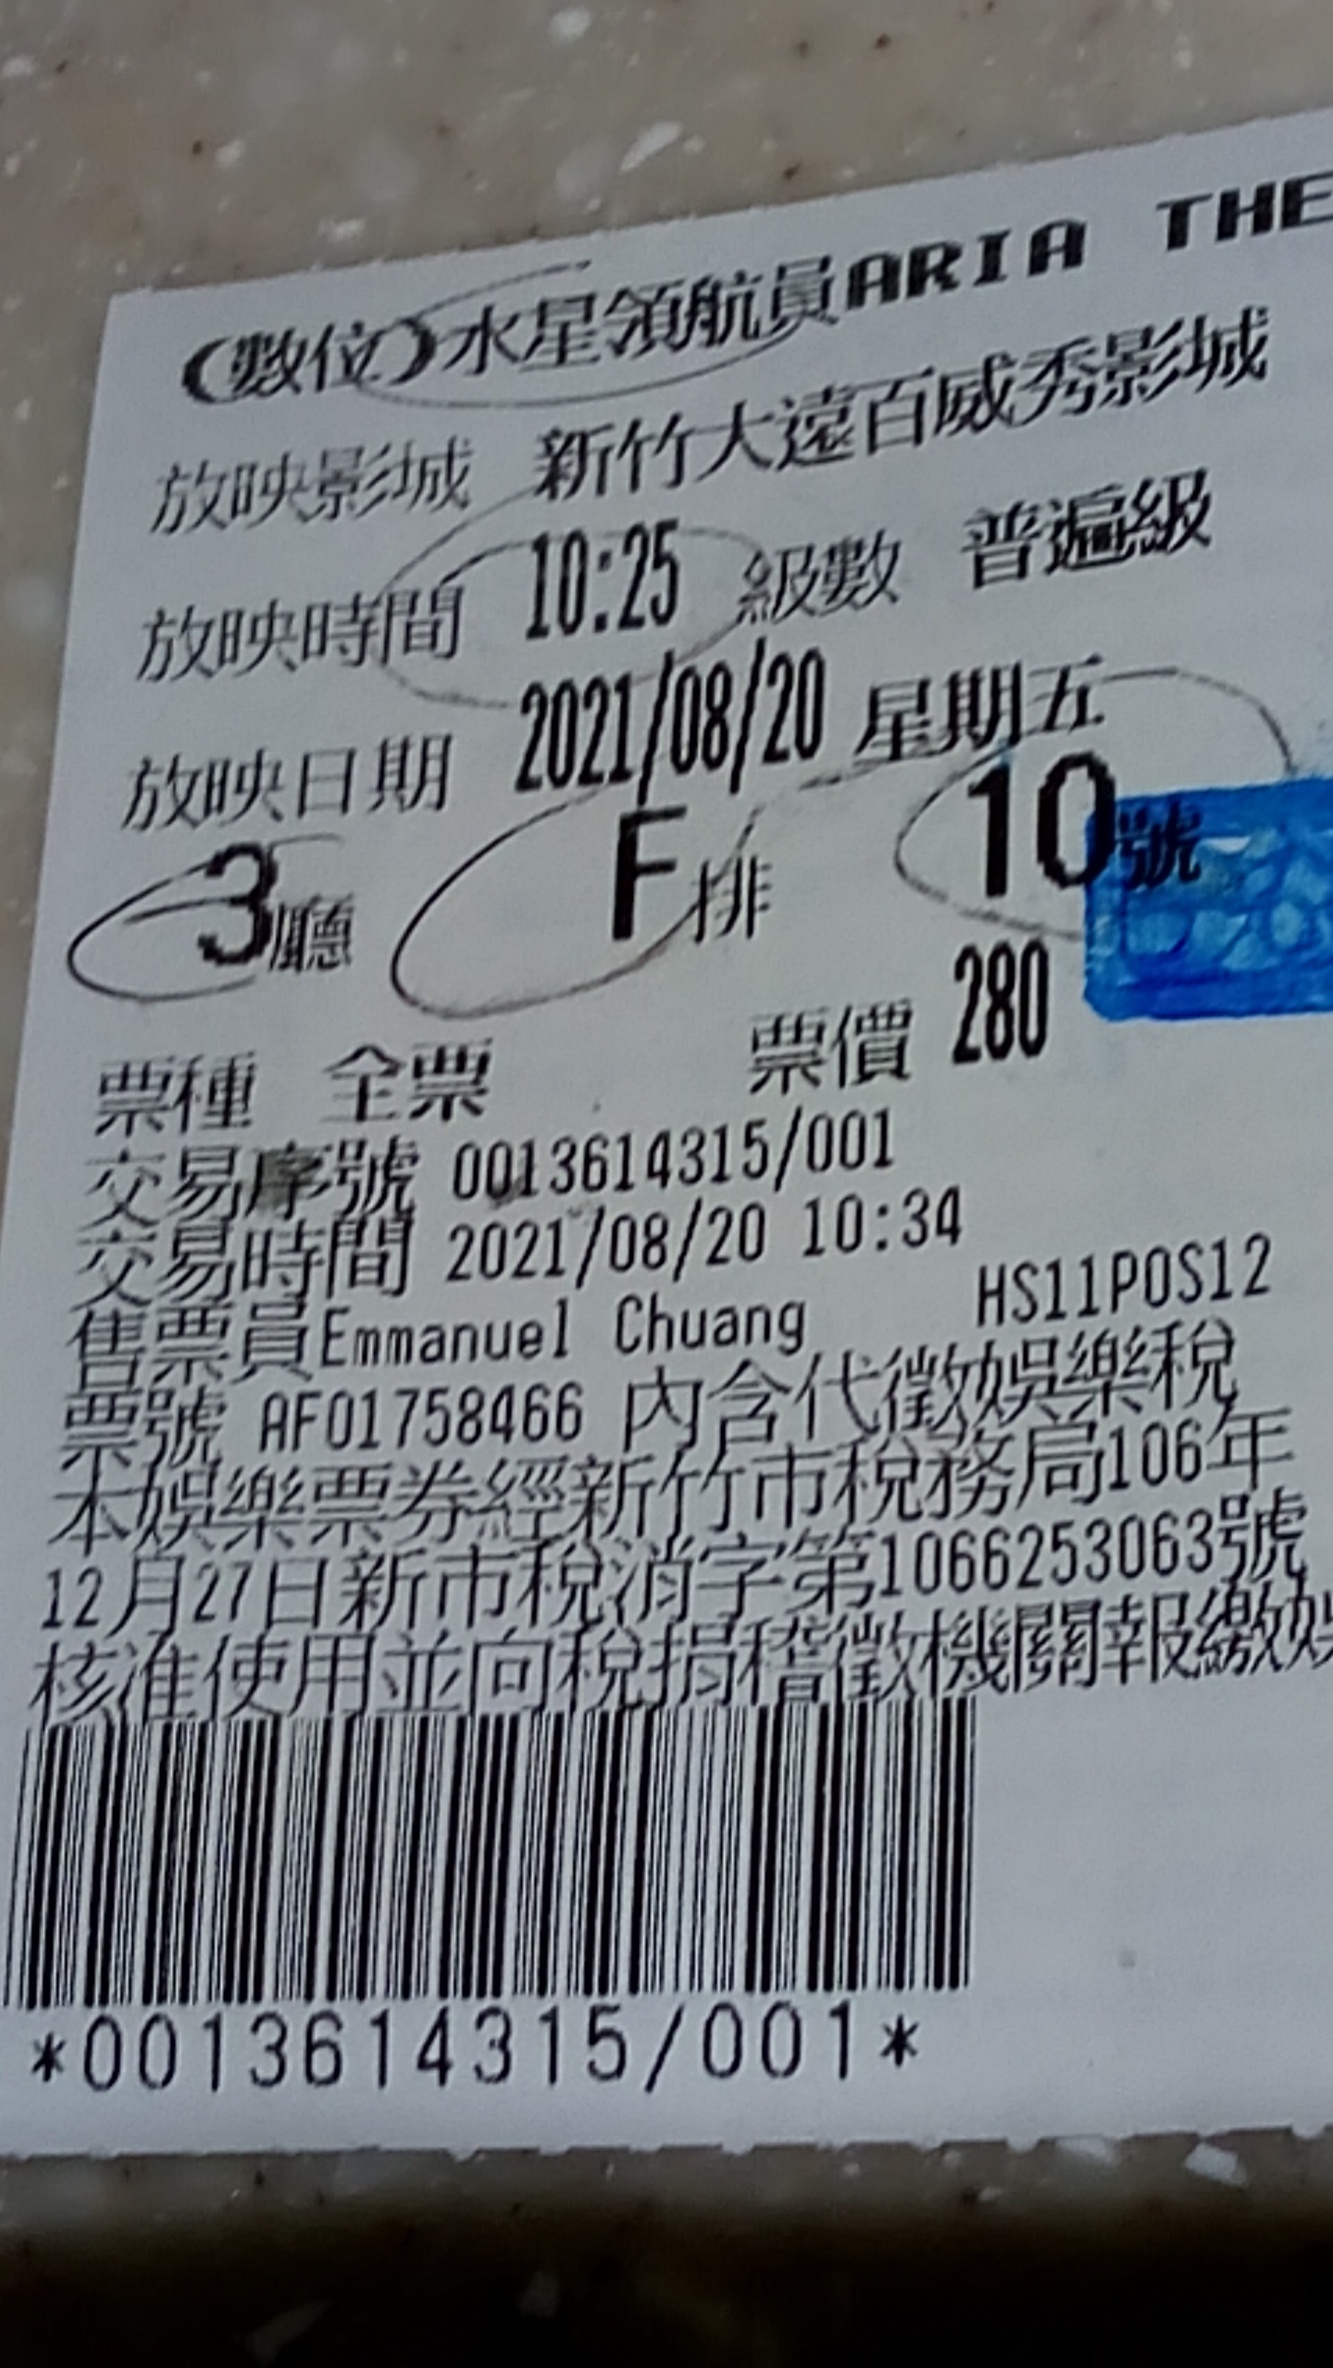 (數位)水星領航員ARIA THE
放映影城 新竹大遠百威秀影城
放映時間 10:25 級數 普遍級
放映日期 2021/08/20 星期五
3廳 F排 10號
票種 全票 票價 280
交易序號 0013614315/001
交易時間 2021/08/20 10:34
售票員Emmanuel Chuang HS11POS12
票號 AF01758466 內含代徵娛樂稅
本娛樂票券經新竹市稅務局106年
12月27日新市稅消字第1066253063號
核准使用並向稅捐稽徵機關報繳娛
*0013614315/001*